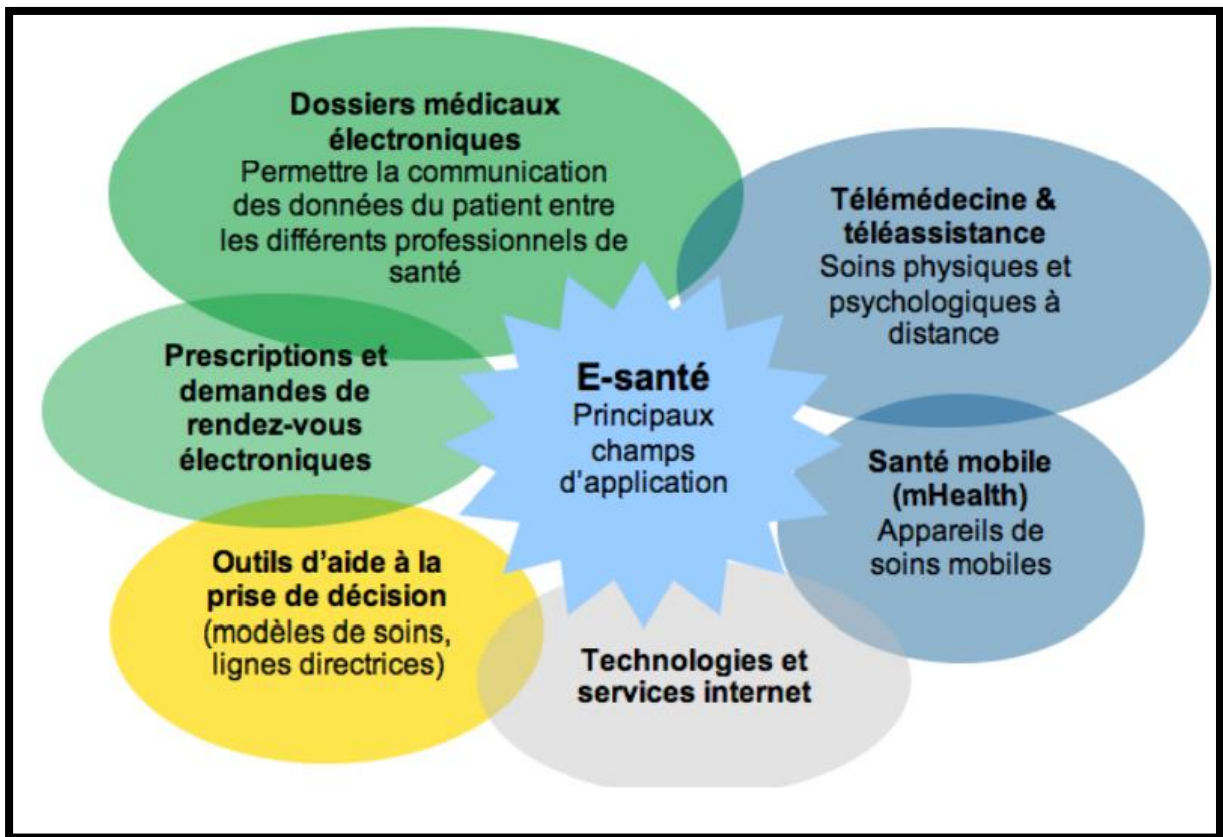 Dossiers médicaux
électroniques
Permettre la communication
des données du patient entre
les différents professionnels de
santé
Télémédecine &
téléassistance
Soins physiques et
psychologiques à
distance
Prescriptions et
demandes de
rendez-vous
électroniques
E-santé
Principaux
champs
d'application
Santé mobile
(mHealth)
Appareils de
soins mobiles
Outils d'aide à la
prise de décision
(modèles de soins,
lignes directrices)
Technologies et
services internet